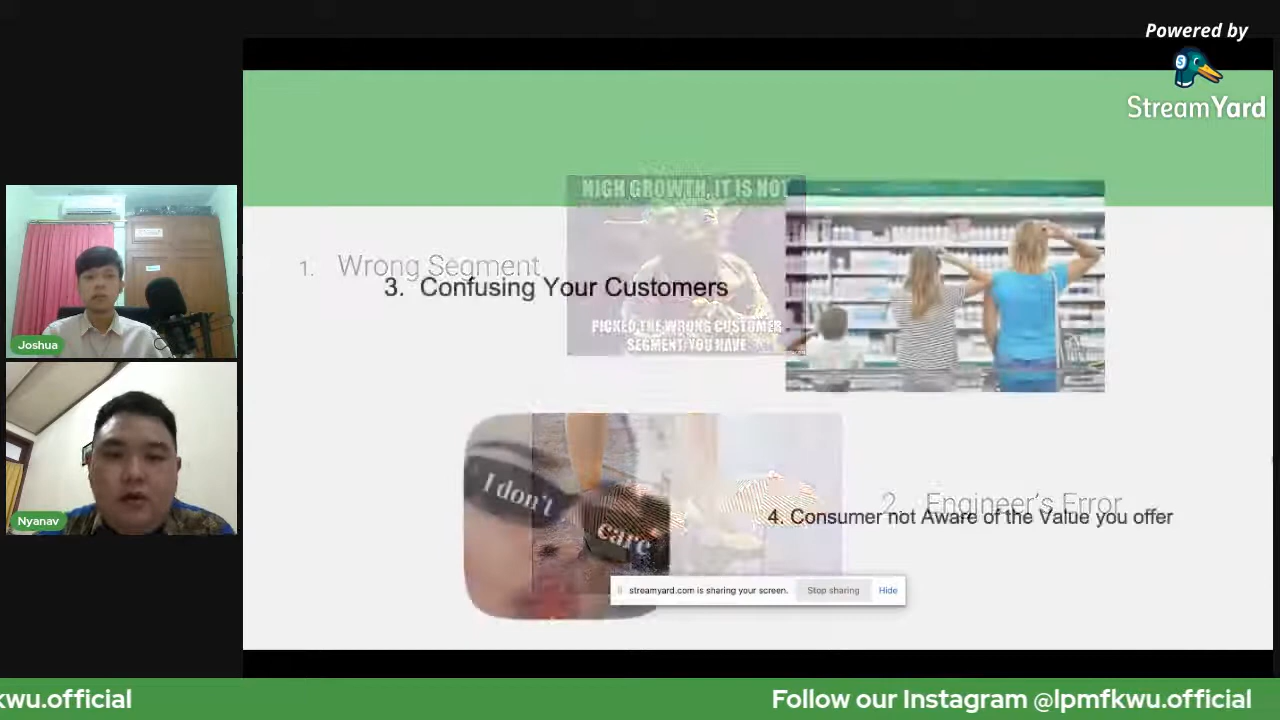 Powered by
StreamYard
HIGH GROWTH, IT IS NOT
1. Wrong Segment
3. Confusing Your Customers
PICKED THE WRONG CUSTOMER
SEGMENT, YOU HAVE
Joshua
I don't
care
2. Engineer's Error
4. Consumer not Aware of the Value you offer
Nyanav
streamyard.com is sharing your screen. Stop sharing Hide
kwu.official Follow our Instagram @lpmfkwu.official